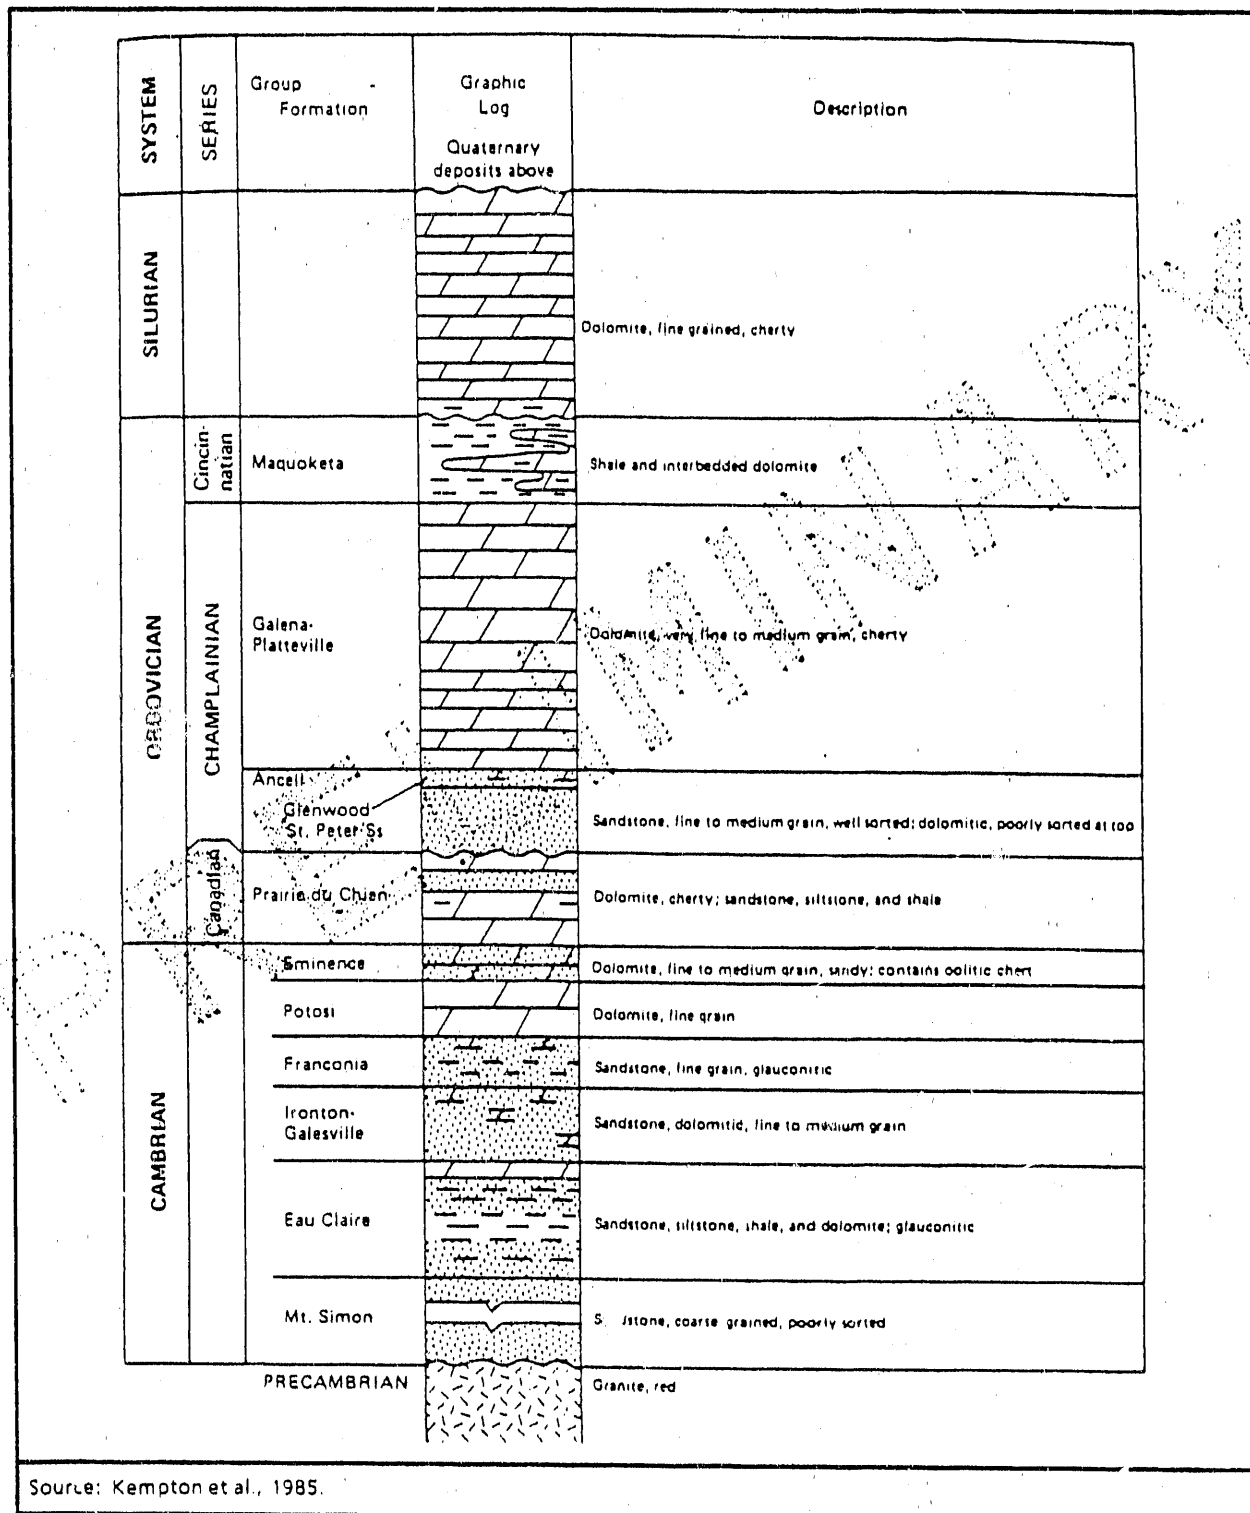 SYSTEM
SERIES
Group
Formation
Graphic
Log
Quaternary
deposits above
Description
SILURIAN
Dolomite, fine grained, cherty
ORDOVICIAN
Cincin-
natian
Maquoketa
Shale and interbedded dolomite
CHAMPLAINIAN
Galena-
Platteville
Dolomite, very fine to medium grain, cherty
Ancell
Glenwood
St. Peter Ss
Sandstone, fine to medium grain, well sorted; dolomitic, poorly sorted at top
Canadian
Prairie du Chien
Dolomite, cherty; sandstone, siltstone, and shale
CAMBRIAN
Eminence
Dolomite, fine to medium grain, sandy; contains oolitic chert
Potosi
Dolomite, fine grain
Franconia
Sandstone, fine grain, glauconitic
Ironton-
Galesville
Sandstone, dolomitic, fine to medium grain
Eau Claire
Sandstone, siltstone, shale, and dolomite; glauconitic
Mt. Simon
Sandstone, coarse grained, poorly sorted
PRECAMBRIAN
Granite, red
Source: Kempton et al., 1985.
PRELIMINARY